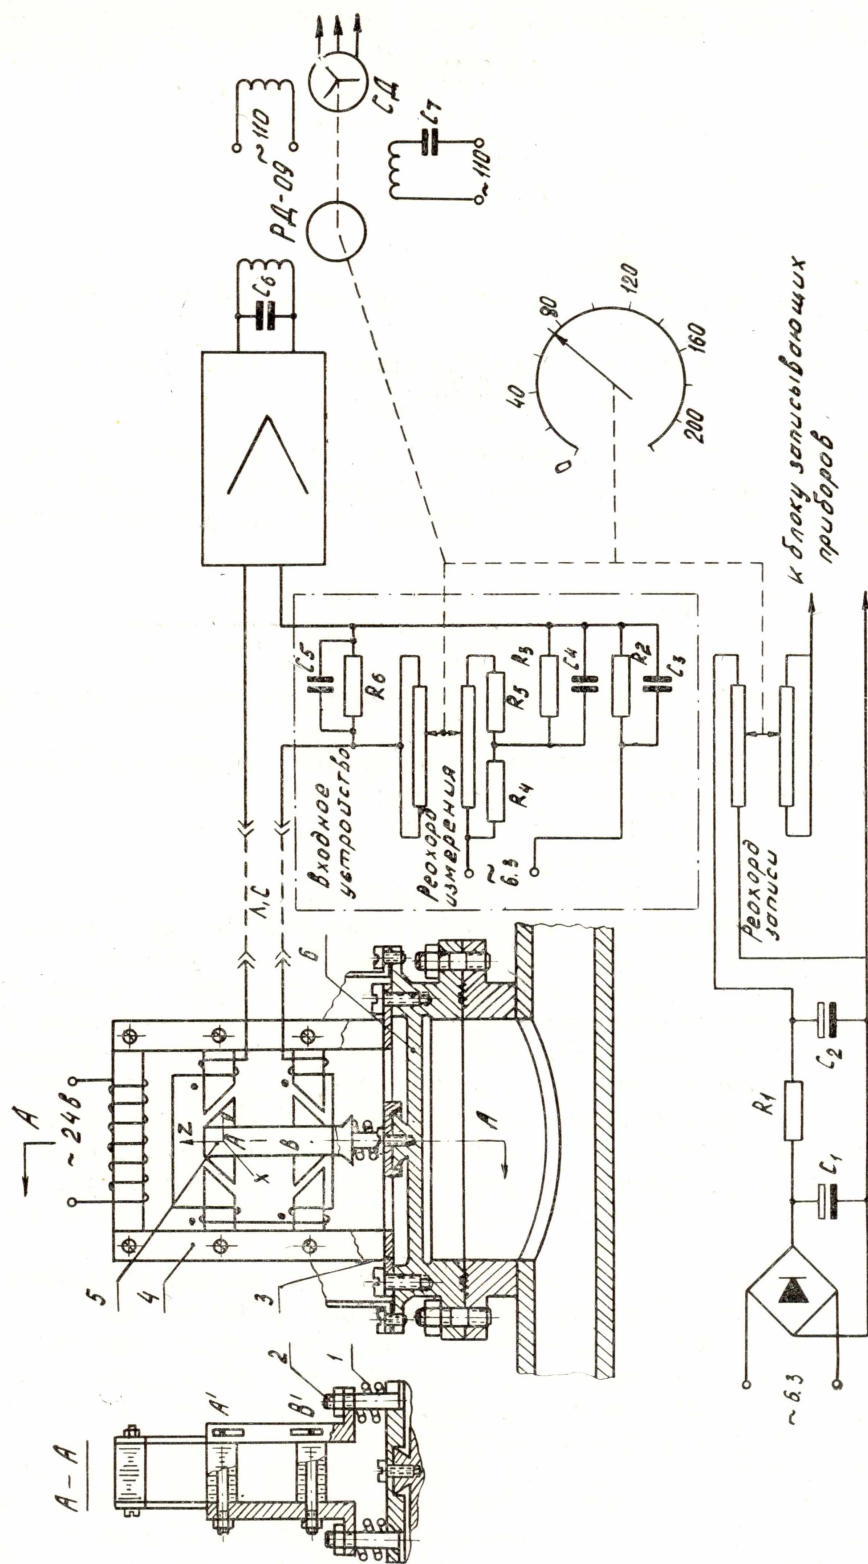 А - А
А'
В'
2
1
А
~ 24в
5
4
3
Z
А
В
Х
А
6
Л,С
Входное
устройство
С5
R6
Реохорд
измерения
R4
R5
R3
С4
R2
С3
~
6.3
С6
РД-09
~110
СД
С7
~110
0
40
80
120
160
200
к блоку записывающих
приборов
Реохорд
записи
R1
С1
С2
~ 6.3